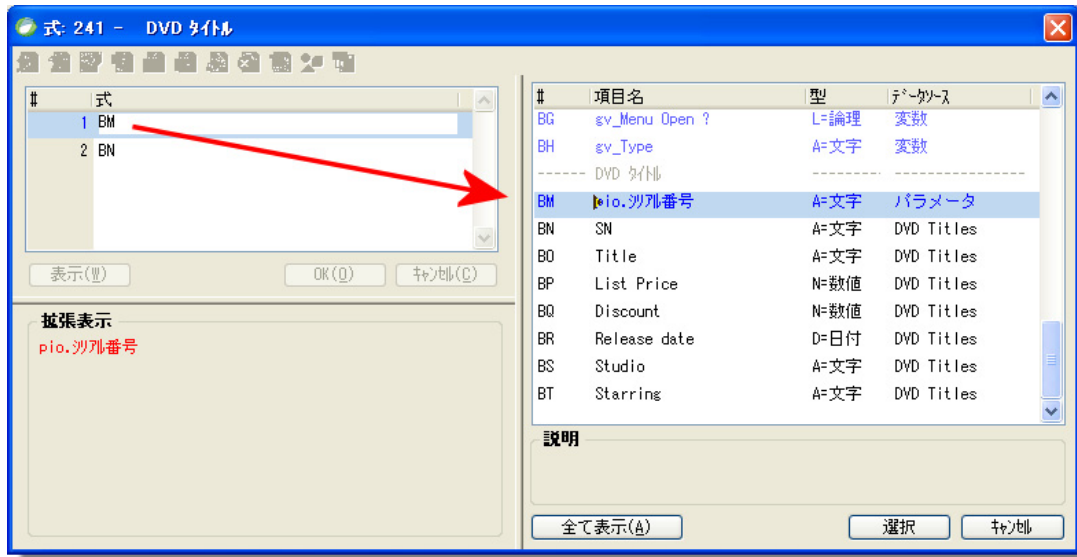 式: 241 - DVD ﾀｲﾄﾙ
# 式
1 BM
2 BN
表示(W) OK(O) ｷｬﾝｾﾙ(C)
拡張表示
pio.ｼﾘｱﾙ番号
# 項目名 型 ﾃﾞｰﾀｿｰｽ
BG gv_Menu Open ? L=論理 変数
BH gv_Type A=文字 変数
------ DVD ﾀｲﾄﾙ --------- ----------------
BM pio.ｼﾘｱﾙ番号 A=文字 パラメータ
BN SN A=文字 DVD Titles
BO Title A=文字 DVD Titles
BP List Price N=数値 DVD Titles
BQ Discount N=数値 DVD Titles
BR Release date D=日付 DVD Titles
BS Studio A=文字 DVD Titles
BT Starring A=文字 DVD Titles
説明
全て表示(A) 選択 ｷｬﾝｾﾙ